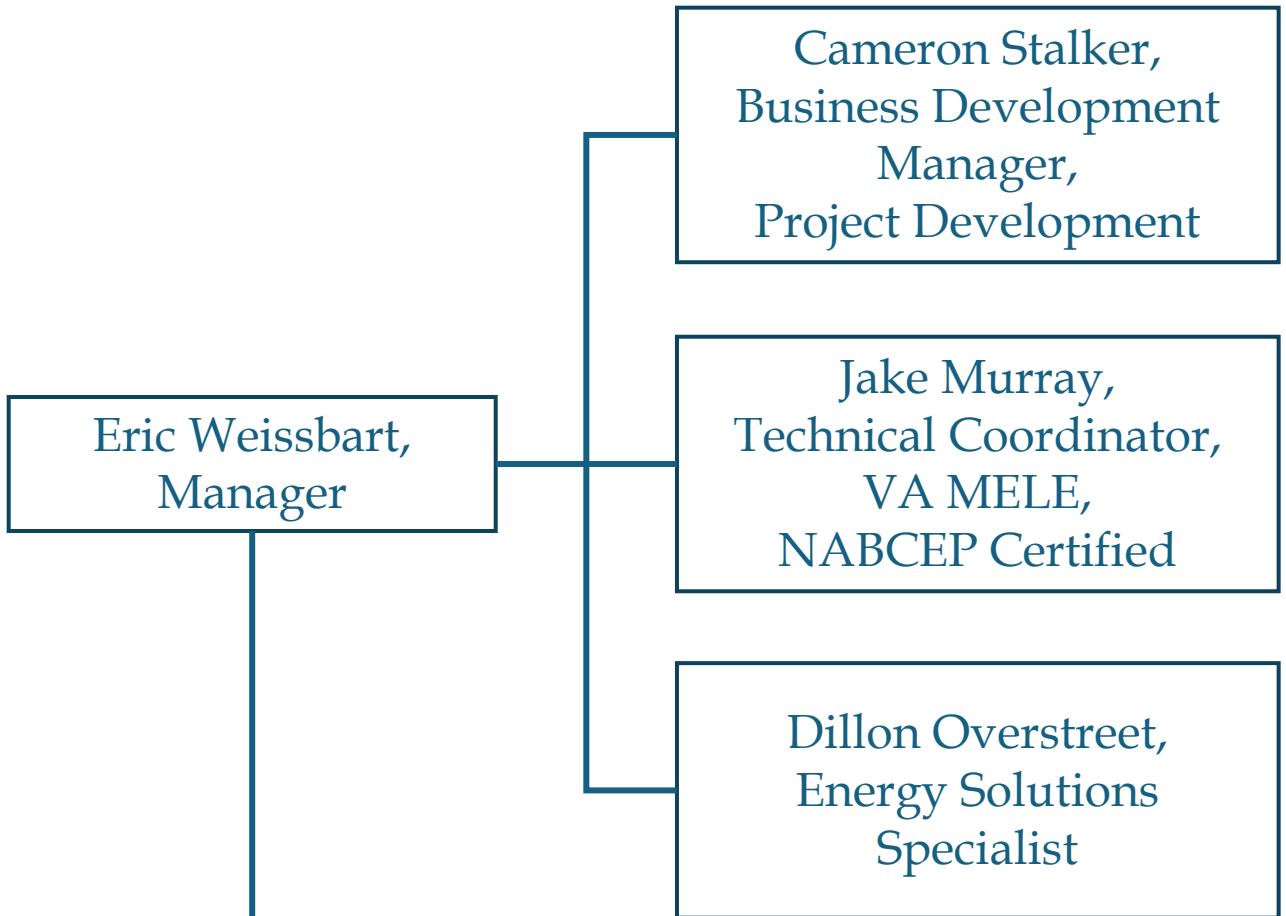 Cameron Stalker,
Business Development
Manager,
Project Development
Eric Weissbart,
Manager
Jake Murray,
Technical Coordinator,
VA MELE,
NABCEP Certified
Dillon Overstreet,
Energy Solutions
Specialist